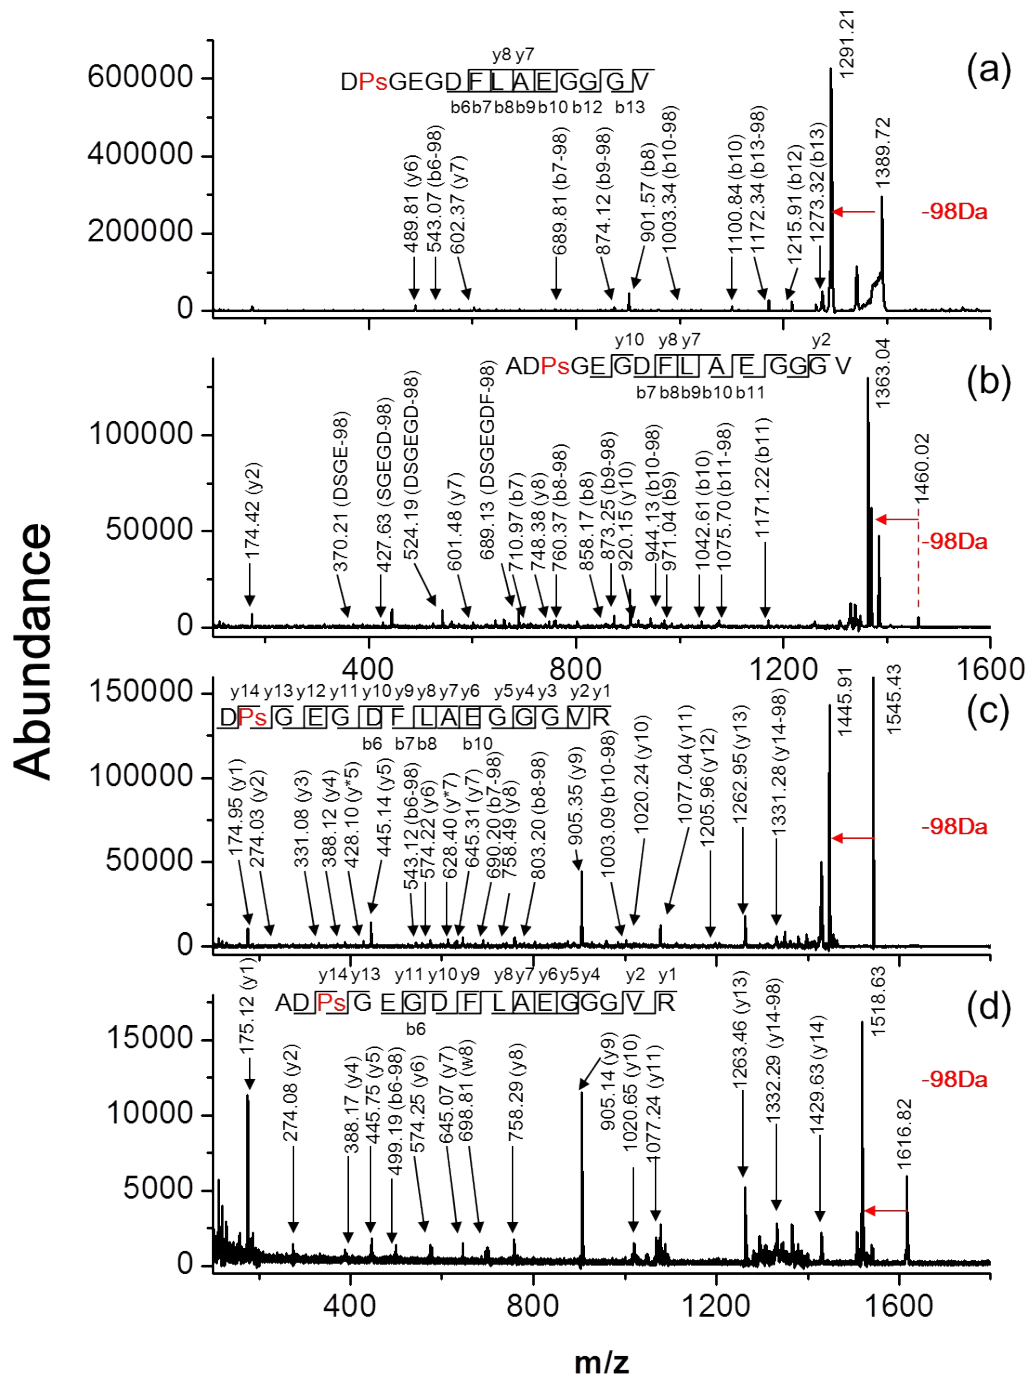 Abundance
(a)
y8 y7
DPsGEGDFLAEGGGV
b6b7b8b9b10 b12 b13
600000
400000
200000
0
489.81 (y6)
543.07 (b6-98)
602.37 (y7)
689.81 (b7-98)
874.12 (b9-98)
901.57 (b8)
1003.34 (b10-98)
1100.84 (b10)
1172.34 (b13-98)
1215.91 (b12)
1273.32 (b13)
1291.21
1389.72
-98Da
(b)
y10 y8 y7 y2
ADPsGEGDFLAEGGGV
b7 b8b9b10 b11
100000
50000
0
174.42 (y2)
370.21 (DSGE-98)
427.63 (SGEGD-98)
524.19 (DSGEGD-98)
601.48 (y7)
689.13 (DSGEGDF-98)
710.97 (b7)
748.38 (y8)
760.37 (b8-98)
858.17 (b8)
873.25 (b9-98)
920.15 (y10)
944.13 (b10-98)
971.04 (b9)
1042.61 (b10)
1075.70 (b11-98)
1171.22 (b11)
1363.04
1460.02
-98Da
400 800 1200 1600
(c)
y14 y13 y12 y11 y10 y9 y8 y7 y6 y5 y4 y3 y2 y1
DPsGEGDFLAEGGGVR
b6 b7 b8 b10
150000
100000
50000
0
174.95 (y1)
274.03 (y2)
331.08 (y3)
388.12 (y4)
428.10 (y*5)
445.14 (y5)
543.12 (b6-98)
574.22 (y6)
628.40 (y*7)
645.31 (y7)
690.20 (b7-98)
758.49 (y8)
803.20 (b8-98)
905.35 (y9)
1003.09 (b10-98)
1020.24 (y10)
1077.04 (y11)
1205.96 (y12)
1262.95 (y13)
1331.28 (y14-98)
1445.91
1545.43
-98Da
(d)
y14 y13 y11 y10 y9 y8 y7 y6 y5 y4 y2 y1
ADPsGEGDFLAEGGGVR
b6
15000
10000
5000
0
175.12 (y1)
274.08 (y2)
388.17 (y4)
445.75 (y5)
499.19 (b6-98)
574.25 (y6)
645.07 (y7)
698.81 (w8)
758.29 (y8)
905.14 (y9)
1020.65 (y10)
1077.24 (y11)
1263.46 (y13)
1332.29 (y14-98)
1429.63 (y14)
1518.63
1616.82
-98Da
400 800 1200 1600
m/z